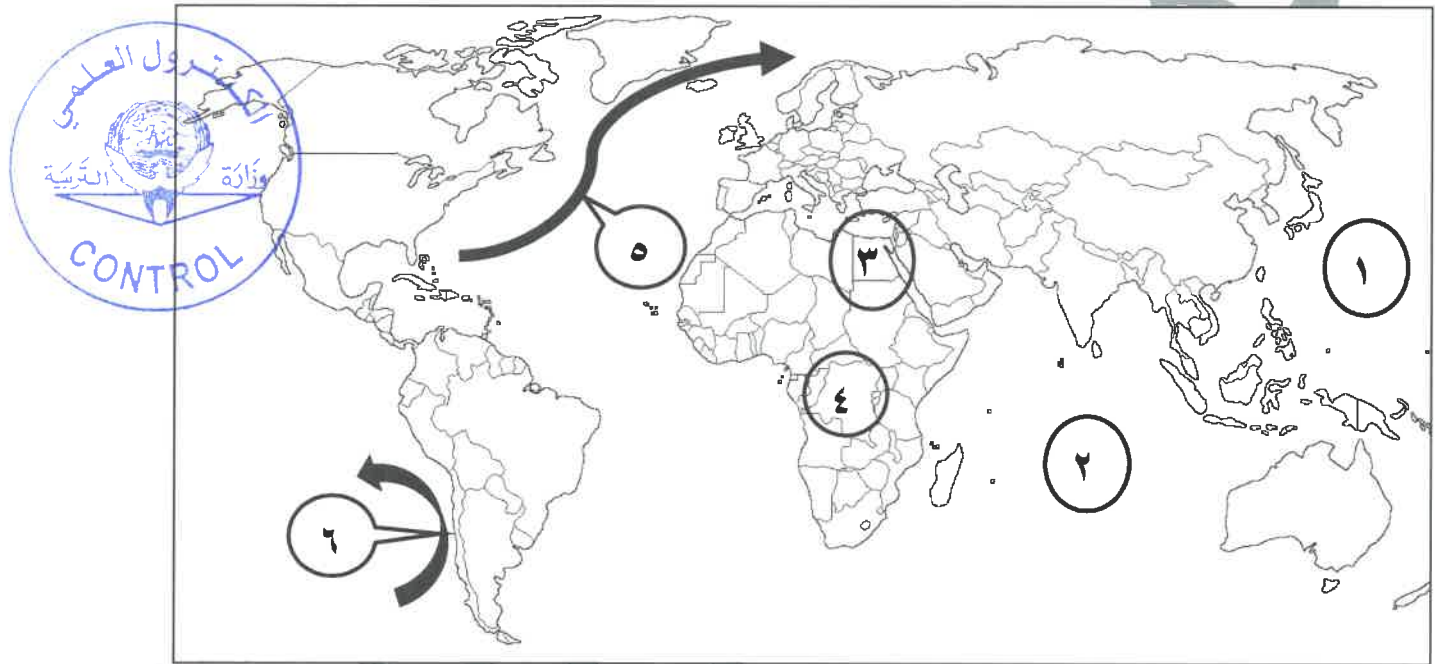 الكنترول العلمي
وزارة التربية
CONTROL
٥
٣
١
٤
٢
٦